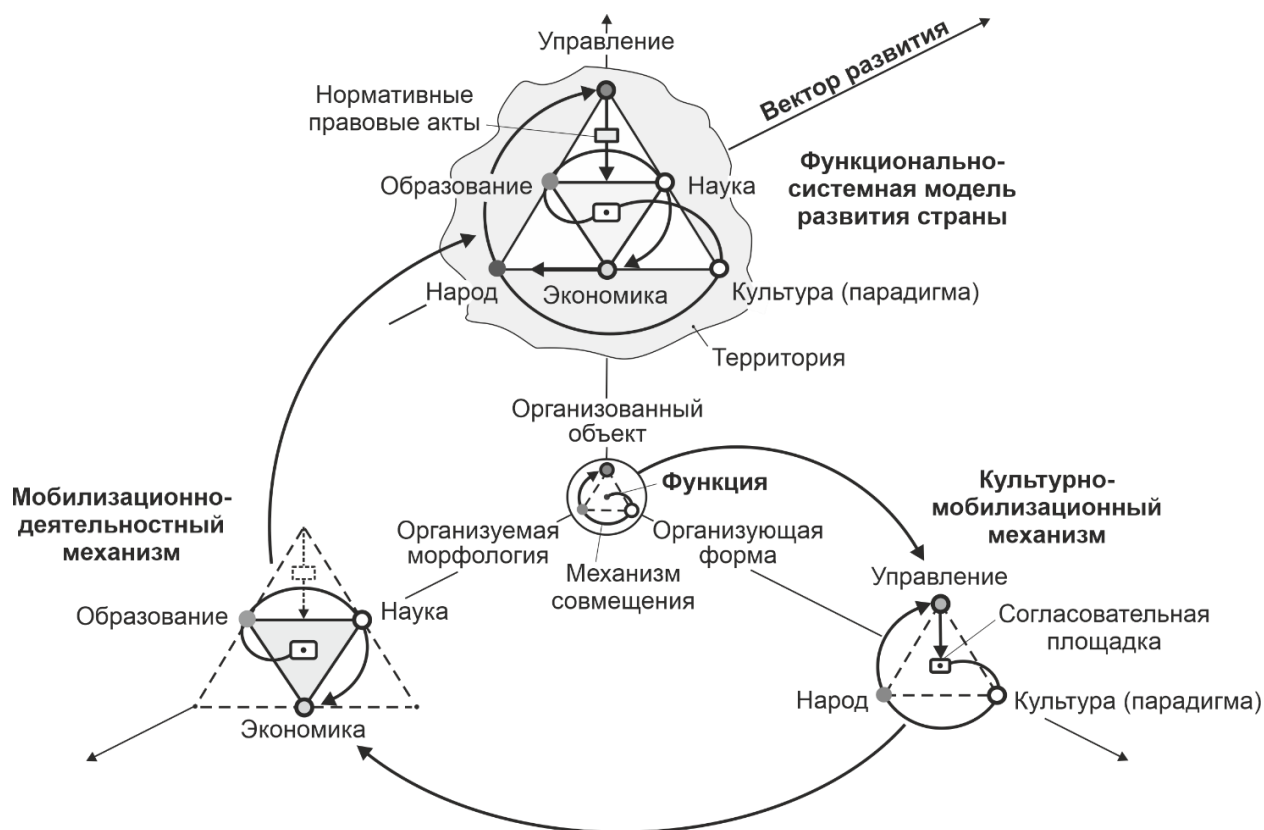 Управление
Вектор развития
Нормативные
правовые акты
Функционально-
системная модель
развития страны
Образование
Наука
Народ
Экономика
Культура (парадигма)
Территория
Организованный
объект
Функция
Мобилизационно-
деятельностный
механизм
Культурно-
мобилизационный
механизм
Организуемая
морфология
Организующая
форма
Механизм
совмещения
Управление
Образование
Наука
Согласовательная
площадка
Народ
Культура (парадигма)
Экономика